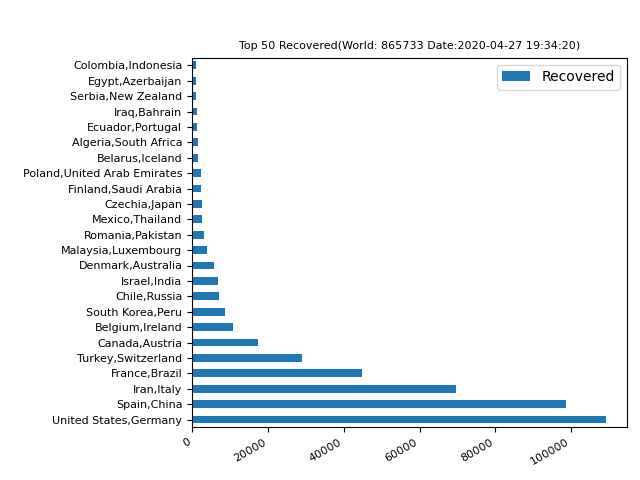 Top 50 Recovered(World: 865733 Date:2020-04-27 19:34:20)
Recovered
Colombia,Indonesia
Egypt,Azerbaijan
Serbia,New Zealand
Iraq,Bahrain
Ecuador,Portugal
Algeria,South Africa
Belarus,Iceland
Poland,United Arab Emirates
Finland,Saudi Arabia
Czechia,Japan
Mexico,Thailand
Romania,Pakistan
Malaysia,Luxembourg
Denmark,Australia
Israel,India
Chile,Russia
South Korea,Peru
Belgium,Ireland
Canada,Austria
Turkey,Switzerland
France,Brazil
Iran,Italy
Spain,China
United States,Germany
0
20000
40000
60000
80000
100000